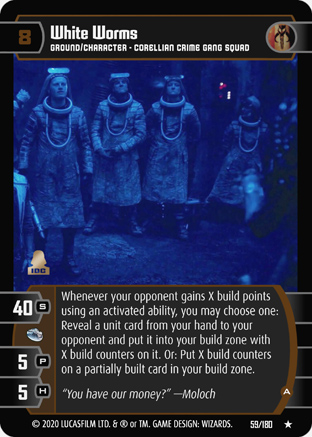 8
White Worms
GROUND/CHARACTER - CORELLIAN CRIME GANG SQUAD
IDC
40 S
5 P
5 H
Whenever your opponent gains X build points
using an activated ability, you may choose one:
Reveal a unit card from your hand to your
opponent and put it into your build zone with
X build counters on it. Or: Put X build counters
on a partially built card in your build zone.
“You have our money?” —Moloch
A
© 2020 LUCASFILM LTD. & ® or TM. GAME DESIGN: WIZARDS. 59/180 ★